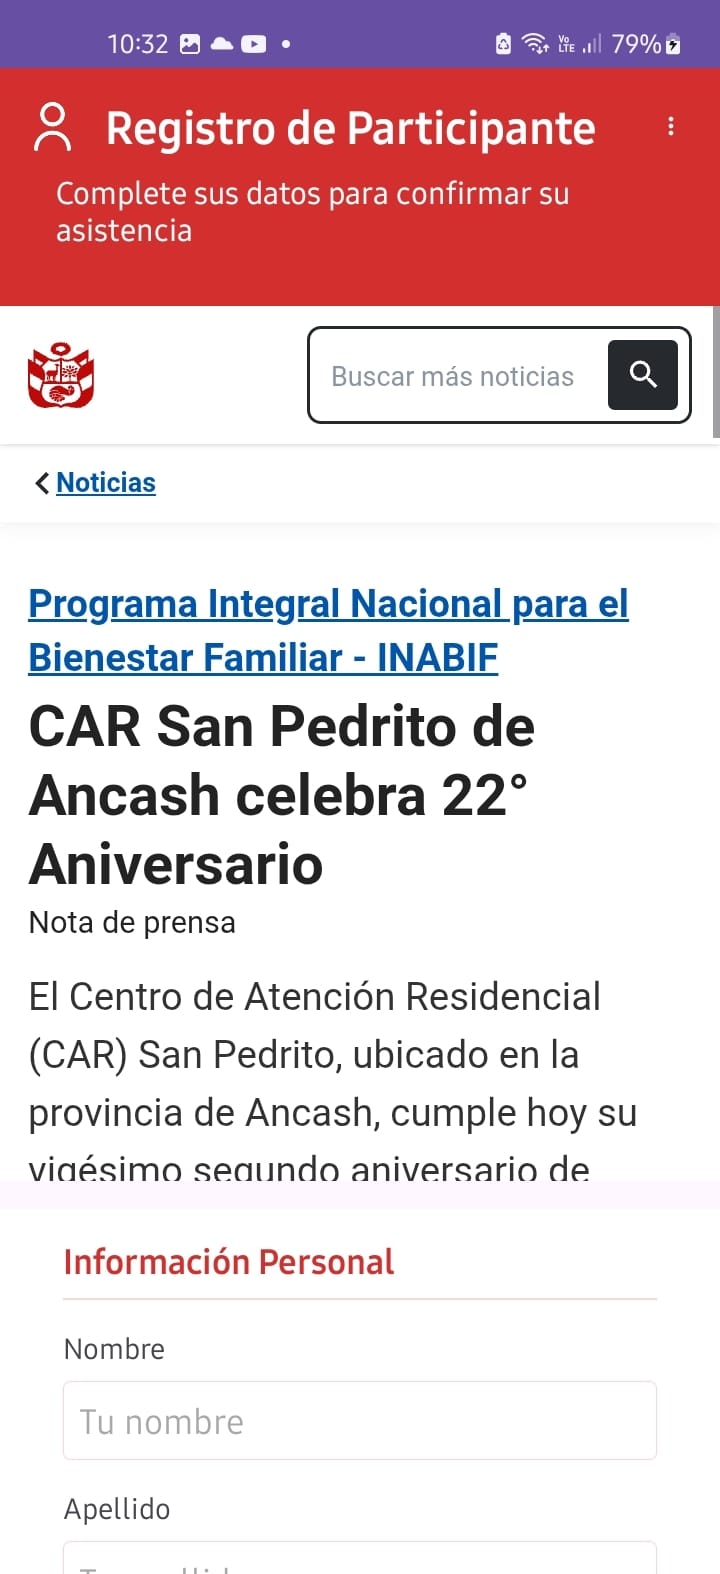 10:32
Vo LTE
79%
Registro de Participante
Complete sus datos para confirmar su
asistencia
Buscar más noticias
Noticias
Programa Integral Nacional para el
Bienestar Familiar - INABIF
CAR San Pedrito de
Ancash celebra 22°
Aniversario
Nota de prensa
El Centro de Atención Residencial
(CAR) San Pedrito, ubicado en la
provincia de Ancash, cumple hoy su
vigésimo segundo aniversario de
Información Personal
Nombre
Tu nombre
Apellido